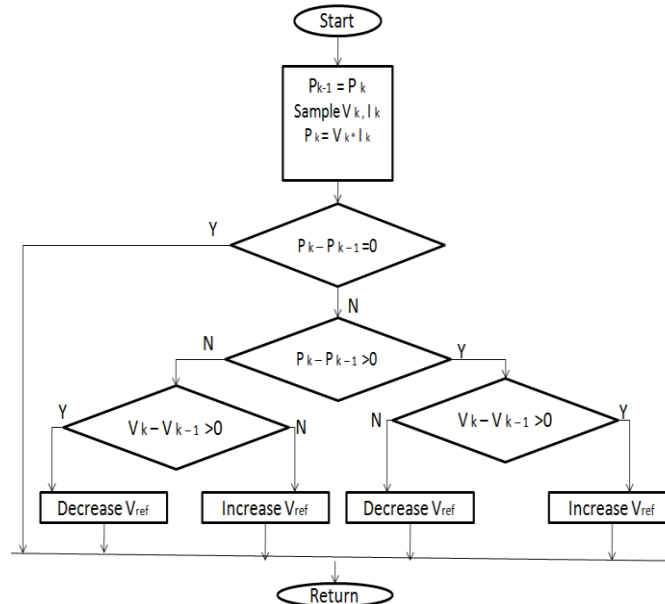 Start
Pk-1 = Pk
Sample Vk, Ik
Pk = Vk * Ik
Y
Pk – Pk-1 =0
N
N
Pk – Pk-1 >0
Y
Y
Vk – Vk-1 >0
N
N
Vk – Vk-1 >0
Y
Decrease Vref
Increase Vref
Decrease Vref
Increase Vref
Return